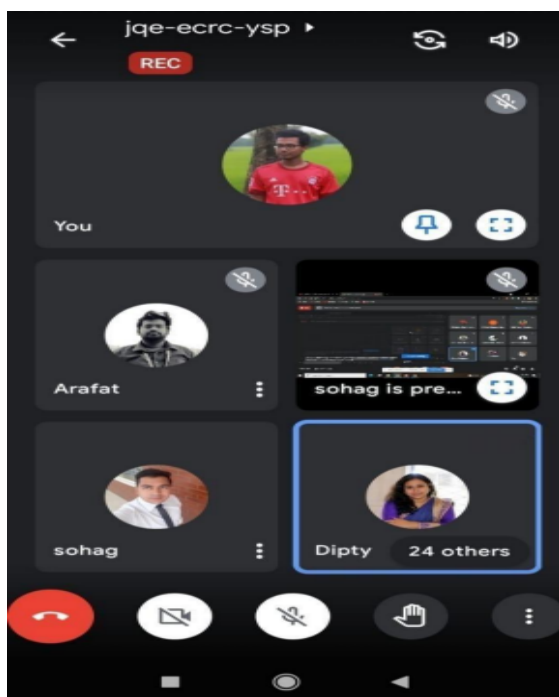 jqe-ecrc-ysp
REC
You
Arafat
sohag is pre...
sohag
Dipty
24 others